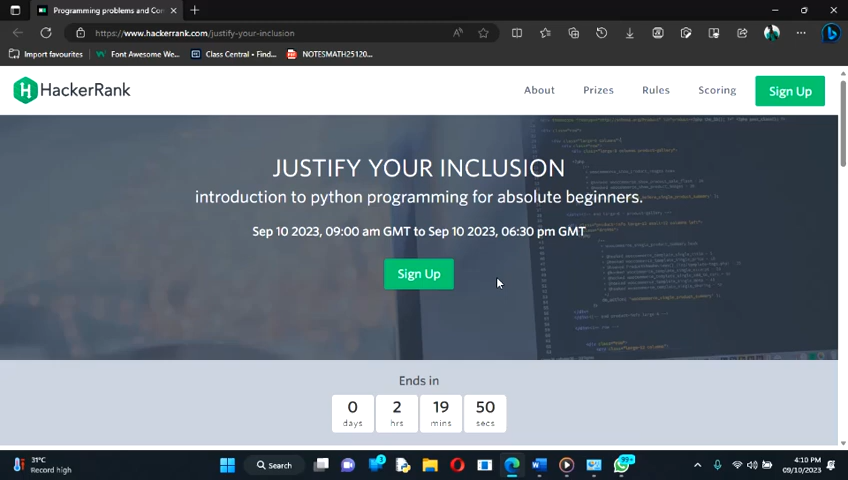 Programming problems and Con
https://www.hackerrank.com/justify-your-inclusion
Import favourites
Font Awesome We...
Class Central • Find...
NOTESMATH25120...
HackerRank
About
Prizes
Rules
Scoring
Sign Up
JUSTIFY YOUR INCLUSION
introduction to python programming for absolute beginners.
Sep 10 2023, 09:00 am GMT to Sep 10 2023, 06:30 pm GMT
Sign Up
Ends in
0
2
19
50
days
hrs
mins
secs
31°C
Record high
Search
3
99+
4:10 PM
09/10/2023